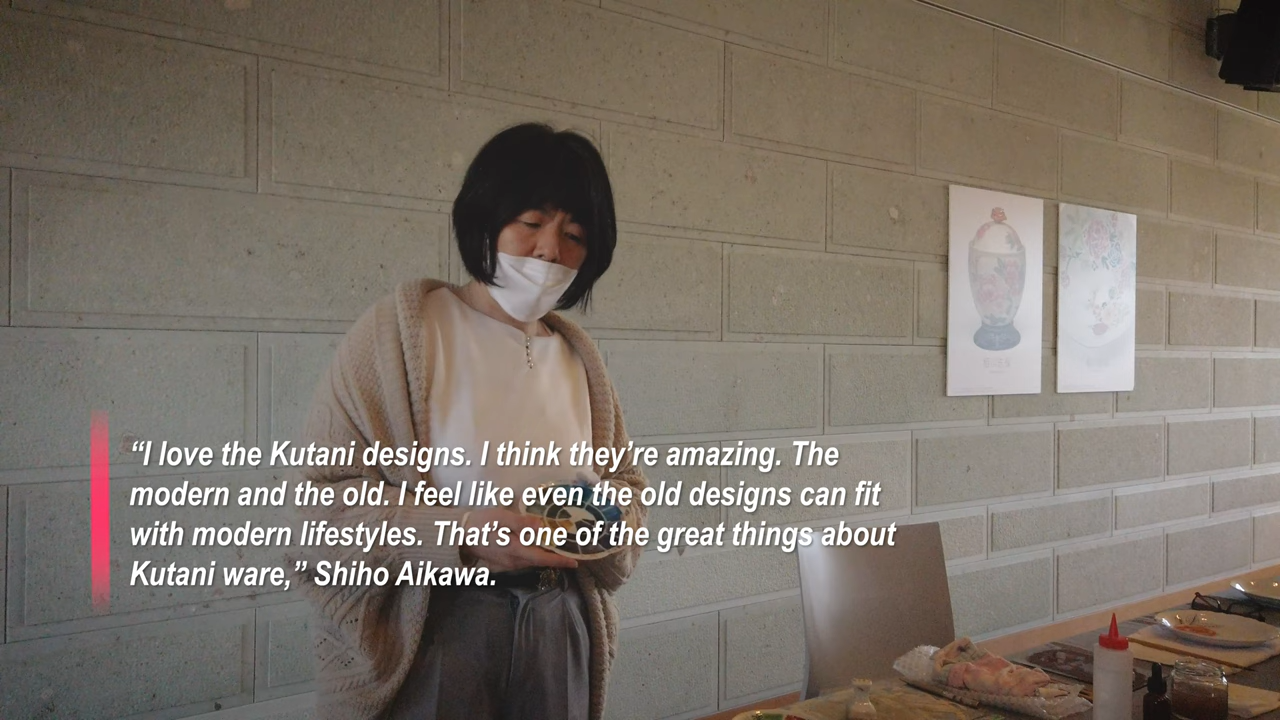 “I love the Kutani designs. I think they’re amazing. The
modern and the old. I feel like even the old designs can fit
with modern lifestyles. That’s one of the great things about
Kutani ware,” Shiho Aikawa.